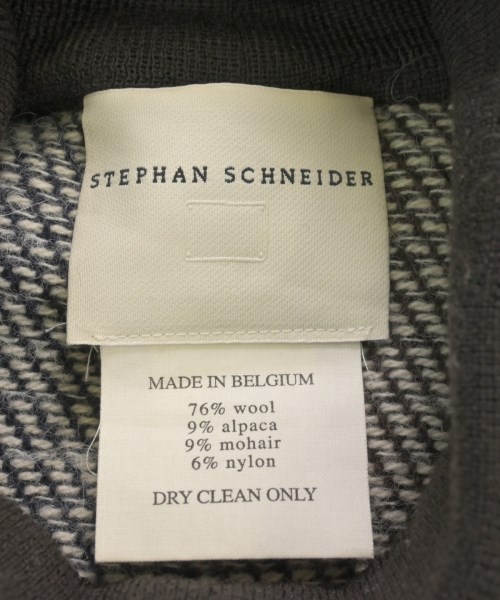 STEPHAN SCHNEIDER
MADE IN BELGIUM
76% wool
9% alpaca
9% mohair
6% nylon
DRY CLEAN ONLY